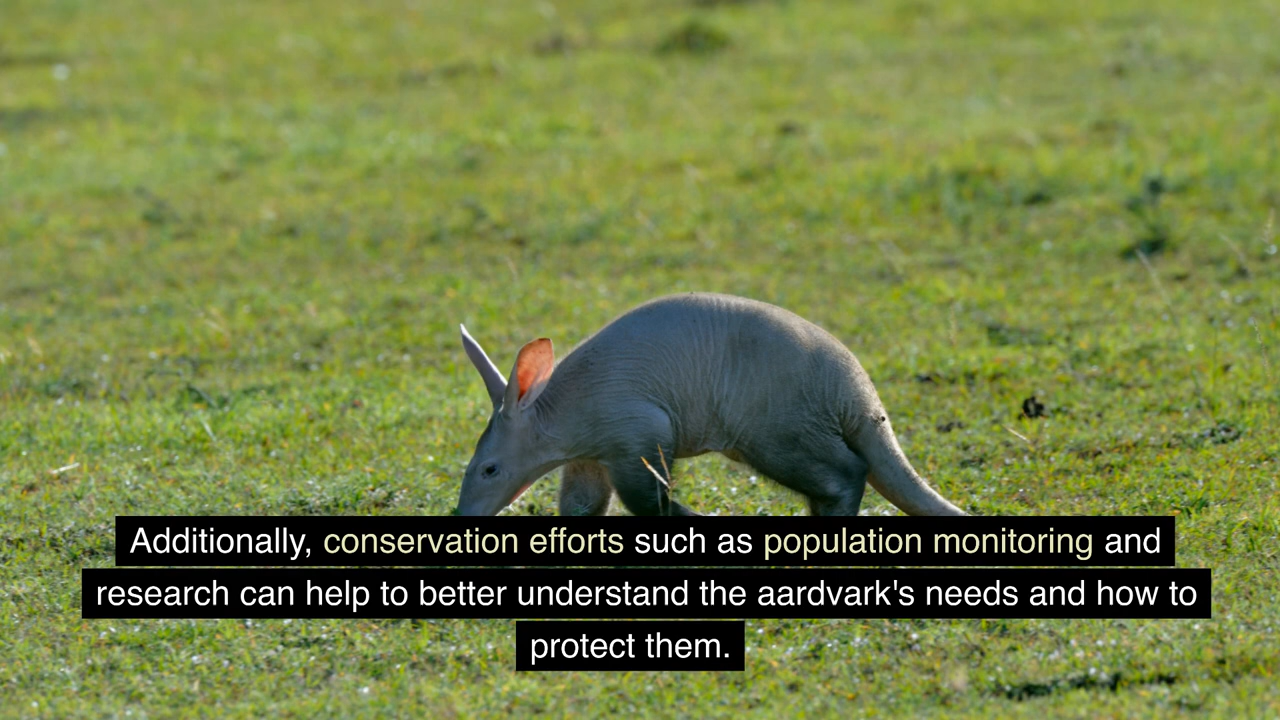 Additionally, conservation efforts such as population monitoring and
research can help to better understand the aardvark's needs and how to
protect them.